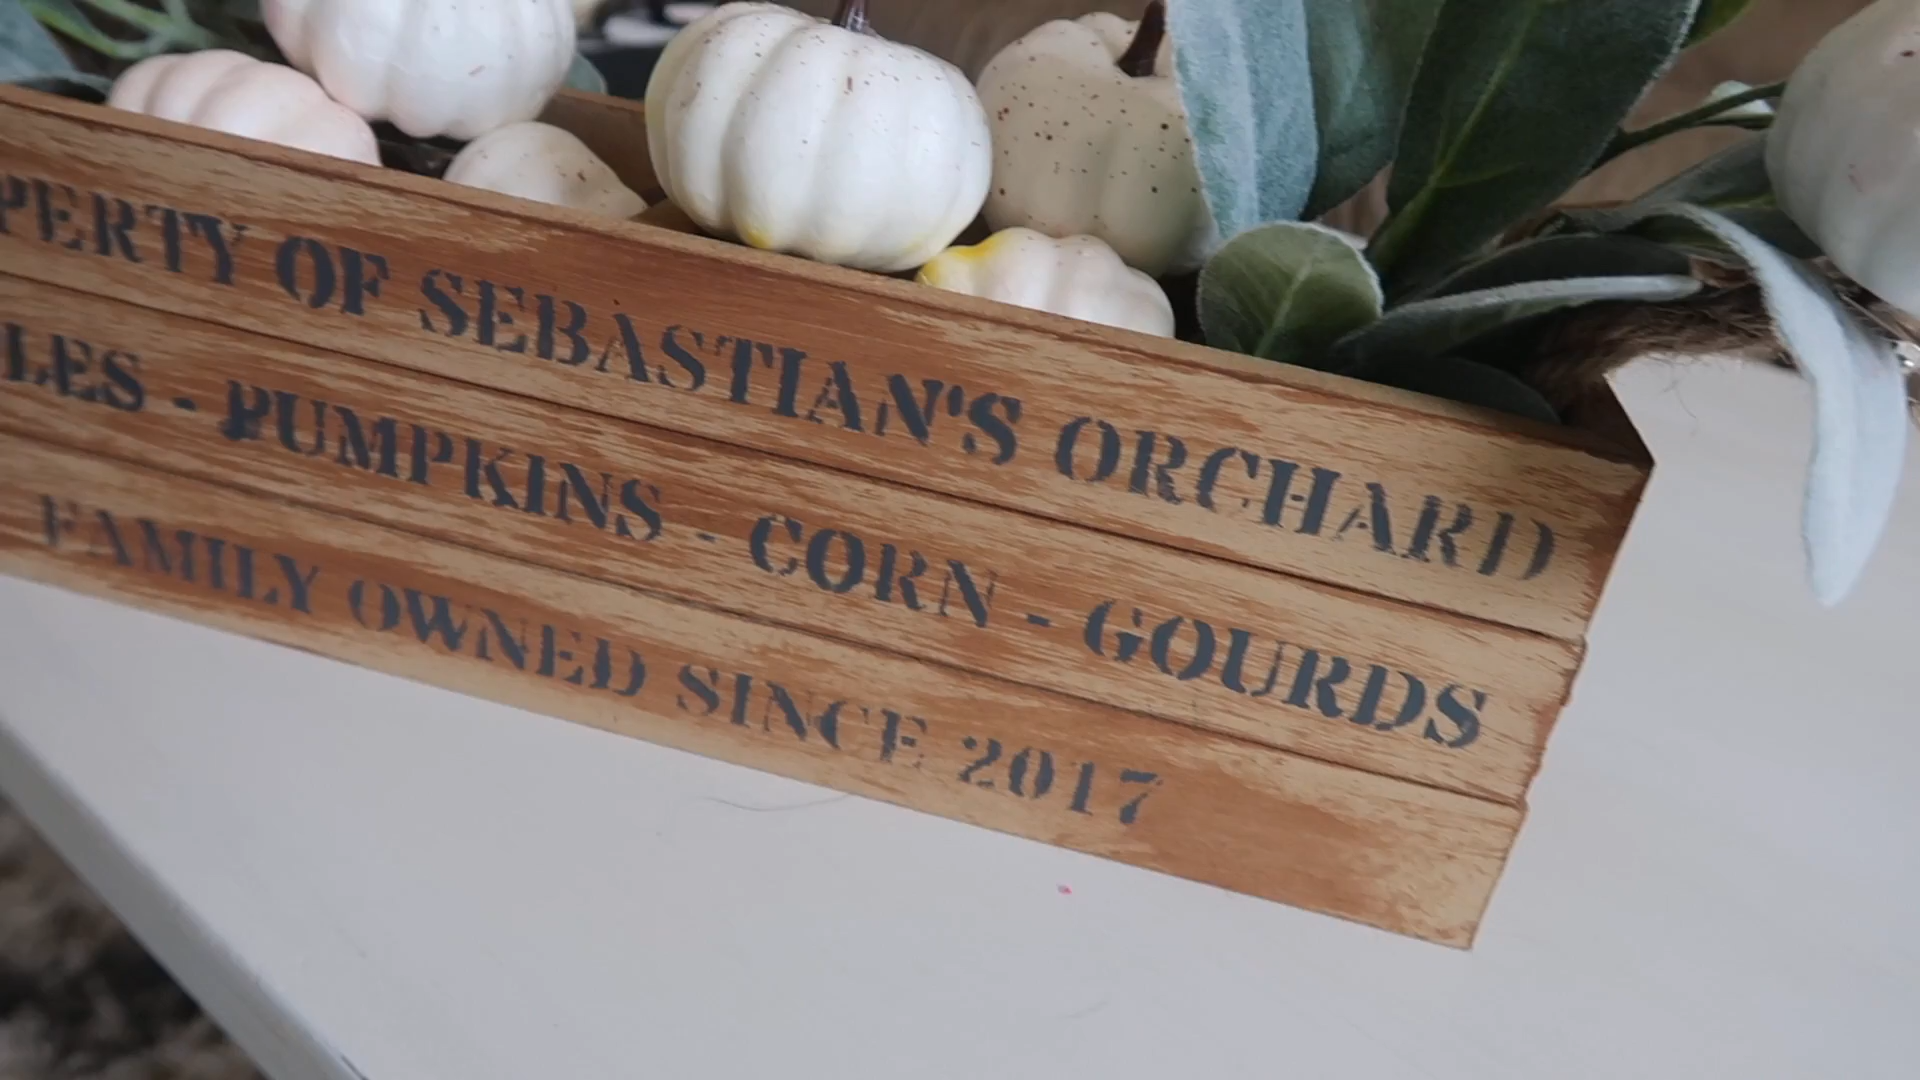 PERTY OF SEBASTIAN'S ORCHARD
LES - PUMPKINS - CORN - GOURDS
FAMILY OWNED SINCE 2017